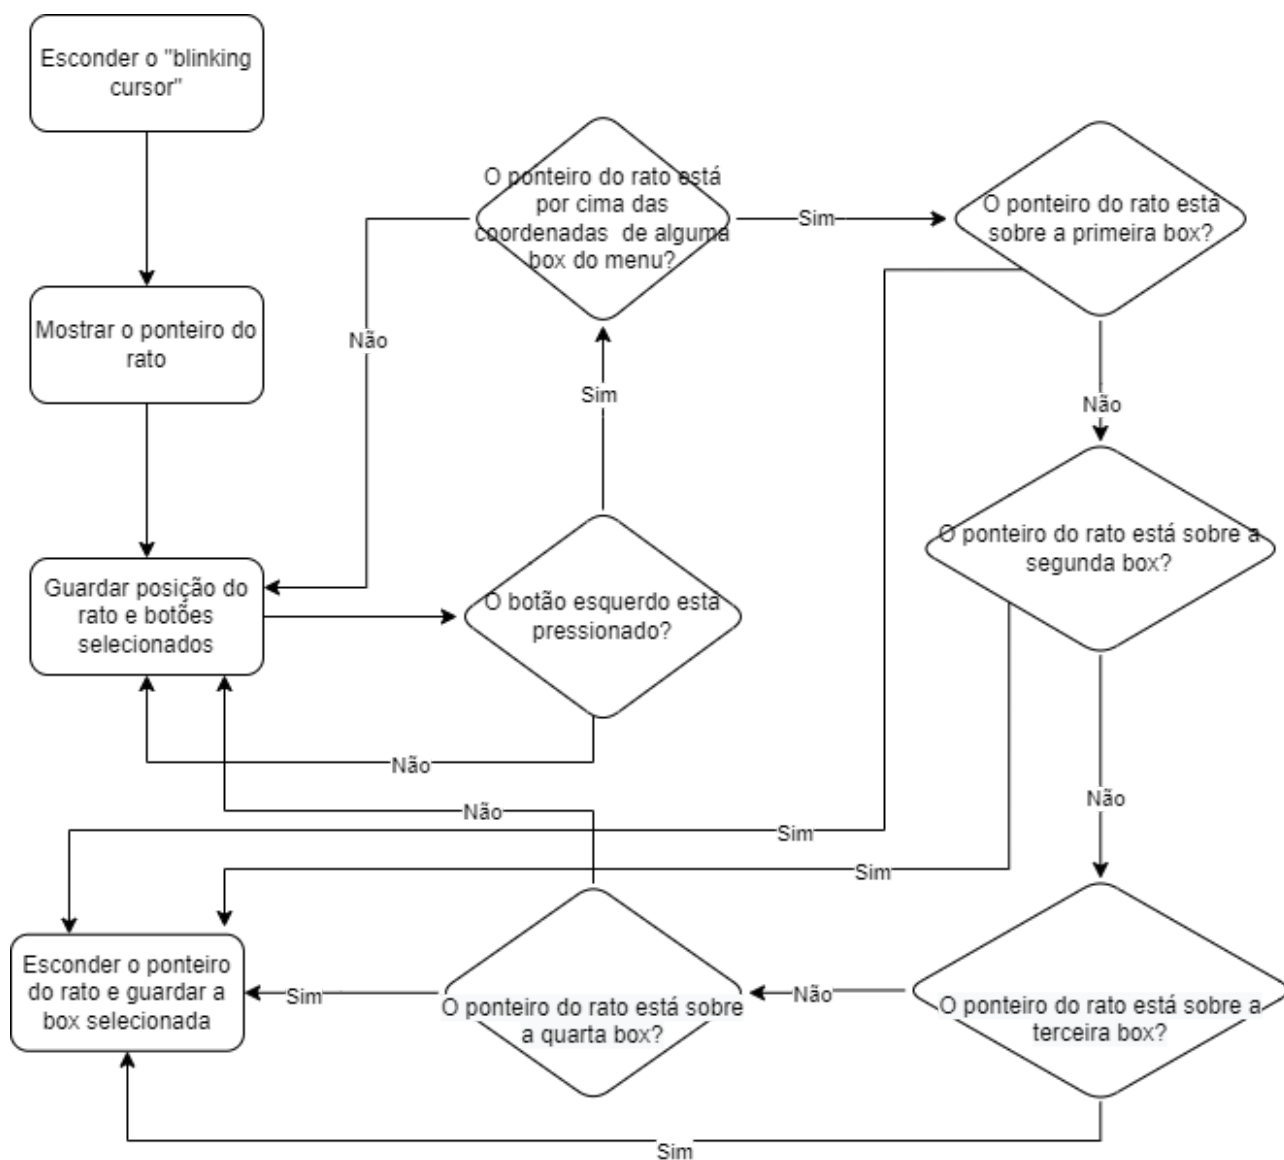 Esconder o "blinking
cursor"
Mostrar o ponteiro do
rato
Guardar posição do
rato e botões
selecionados
O botão esquerdo está
pressionado?
Não
Sim
O ponteiro do rato está
por cima das
coordenadas de alguma
box do menu?
Não
Sim
O ponteiro do rato está
sobre a primeira box?
Sim
Não
O ponteiro do rato está sobre a
segunda box?
Sim
Não
O ponteiro do rato está sobre a
terceira box?
Sim
Não
O ponteiro do rato está sobre
a quarta box?
Não
Sim
Esconder o ponteiro
do rato e guardar a
box selecionada